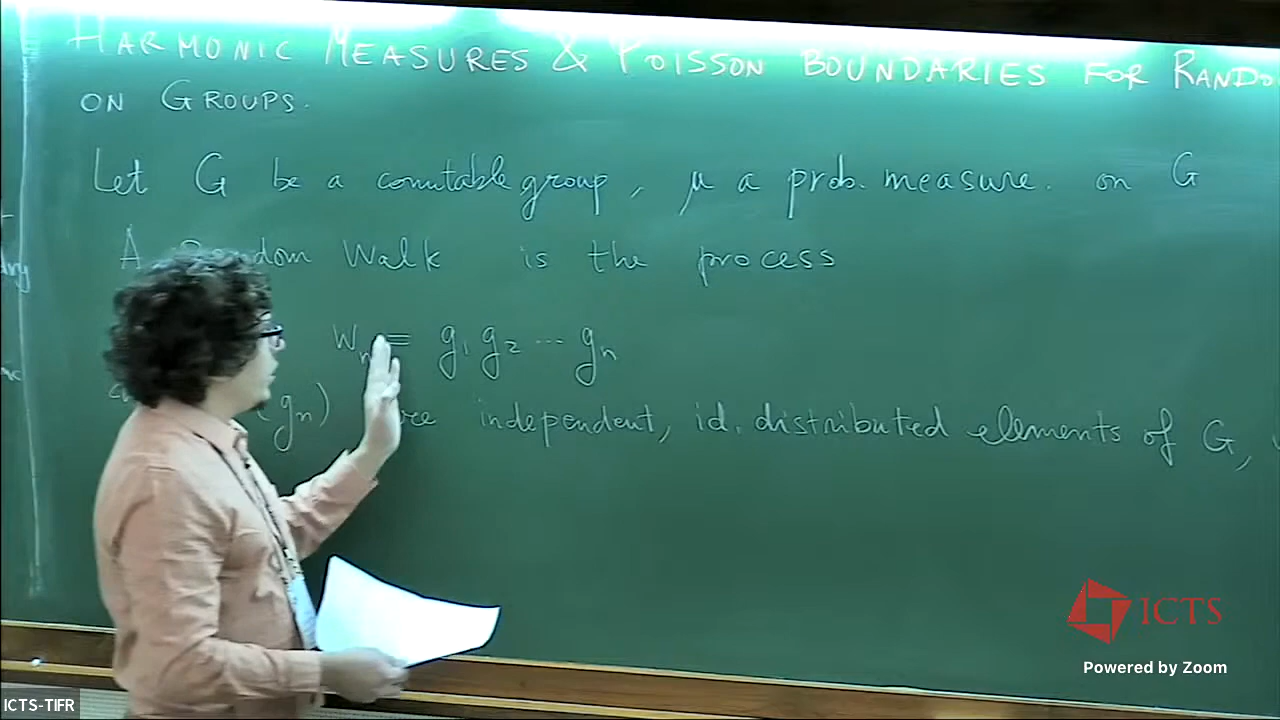 HARMONIC MEASURES & POISSON BOUNDARIES FOR RANDO
ON GROUPS.
Let G be a countable group, μ a prob. measure. on G
A Random Walk is the process
Wn = g1 g2 ... gn
(gn) are independent, id. distributed elements of G,
ICTS
Powered by Zoom
ICTS-TIFR